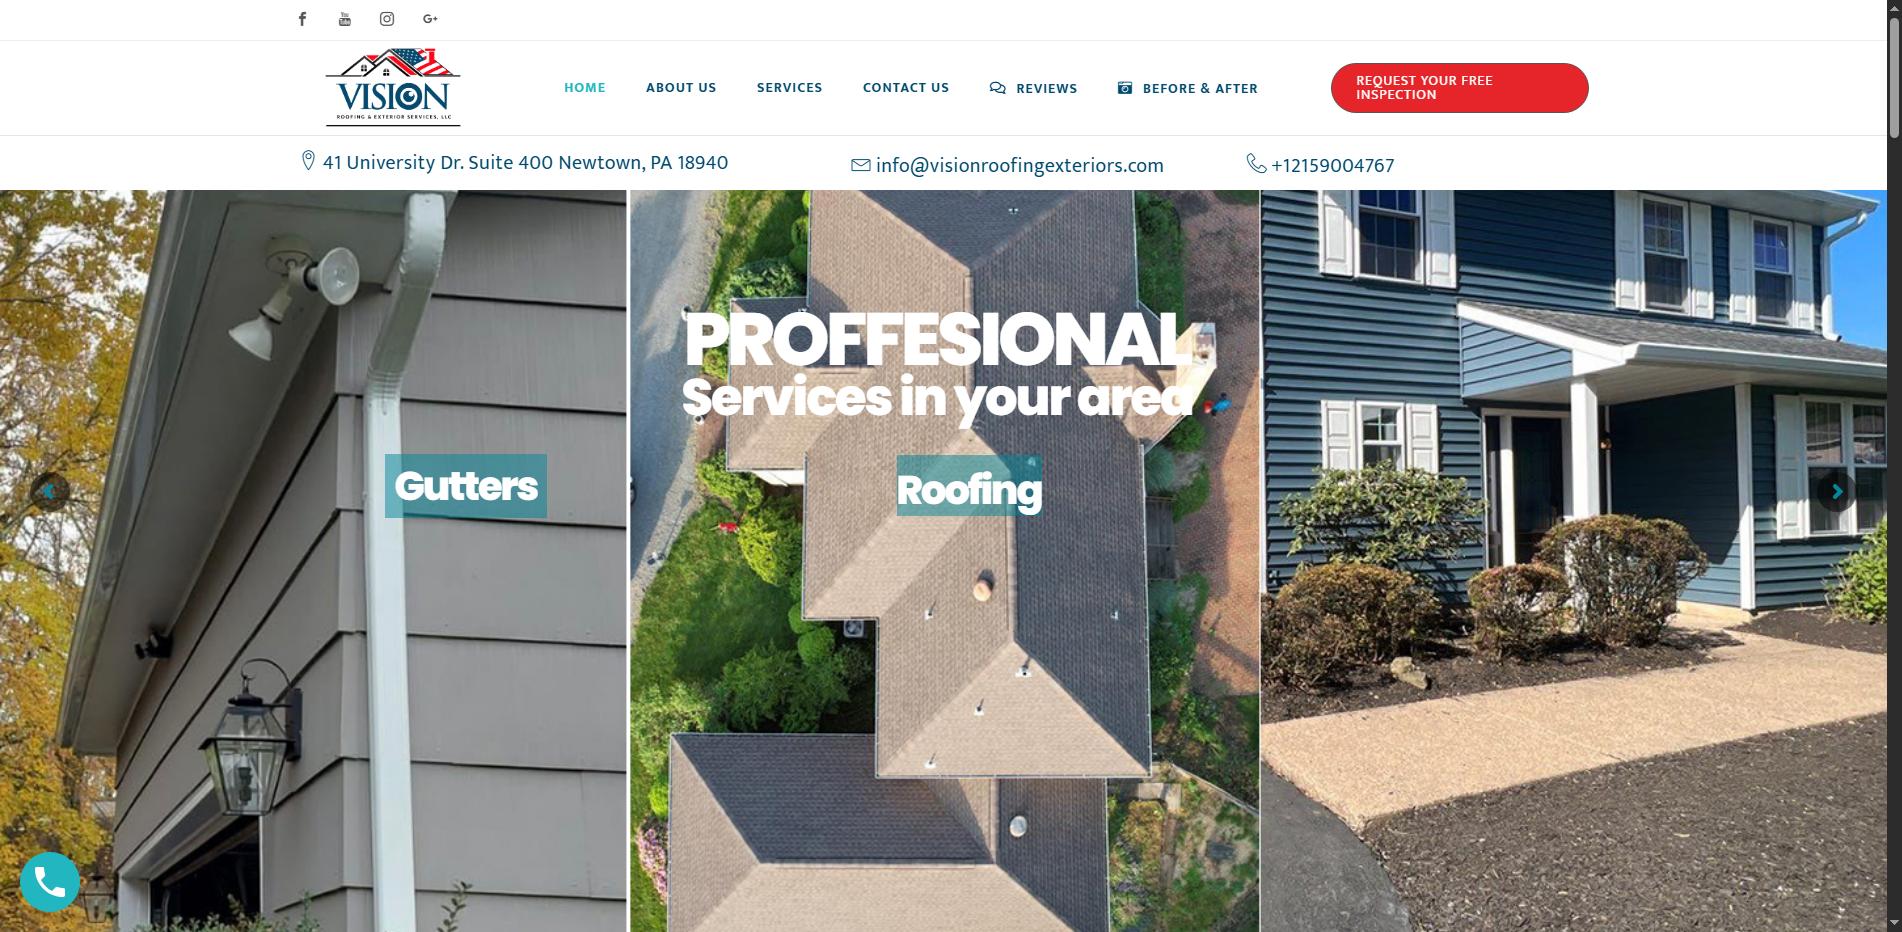 VISION
ROOFING & EXTERIOR SERVICES, LLC
HOME
ABOUT US
SERVICES
CONTACT US
REVIEWS
BEFORE & AFTER
REQUEST YOUR FREE
INSPECTION
41 University Dr. Suite 400 Newtown, PA 18940
info@visionroofingexteriors.com
+12159004767
PROFFESIONAL
Services in your area
Gutters
Roofing